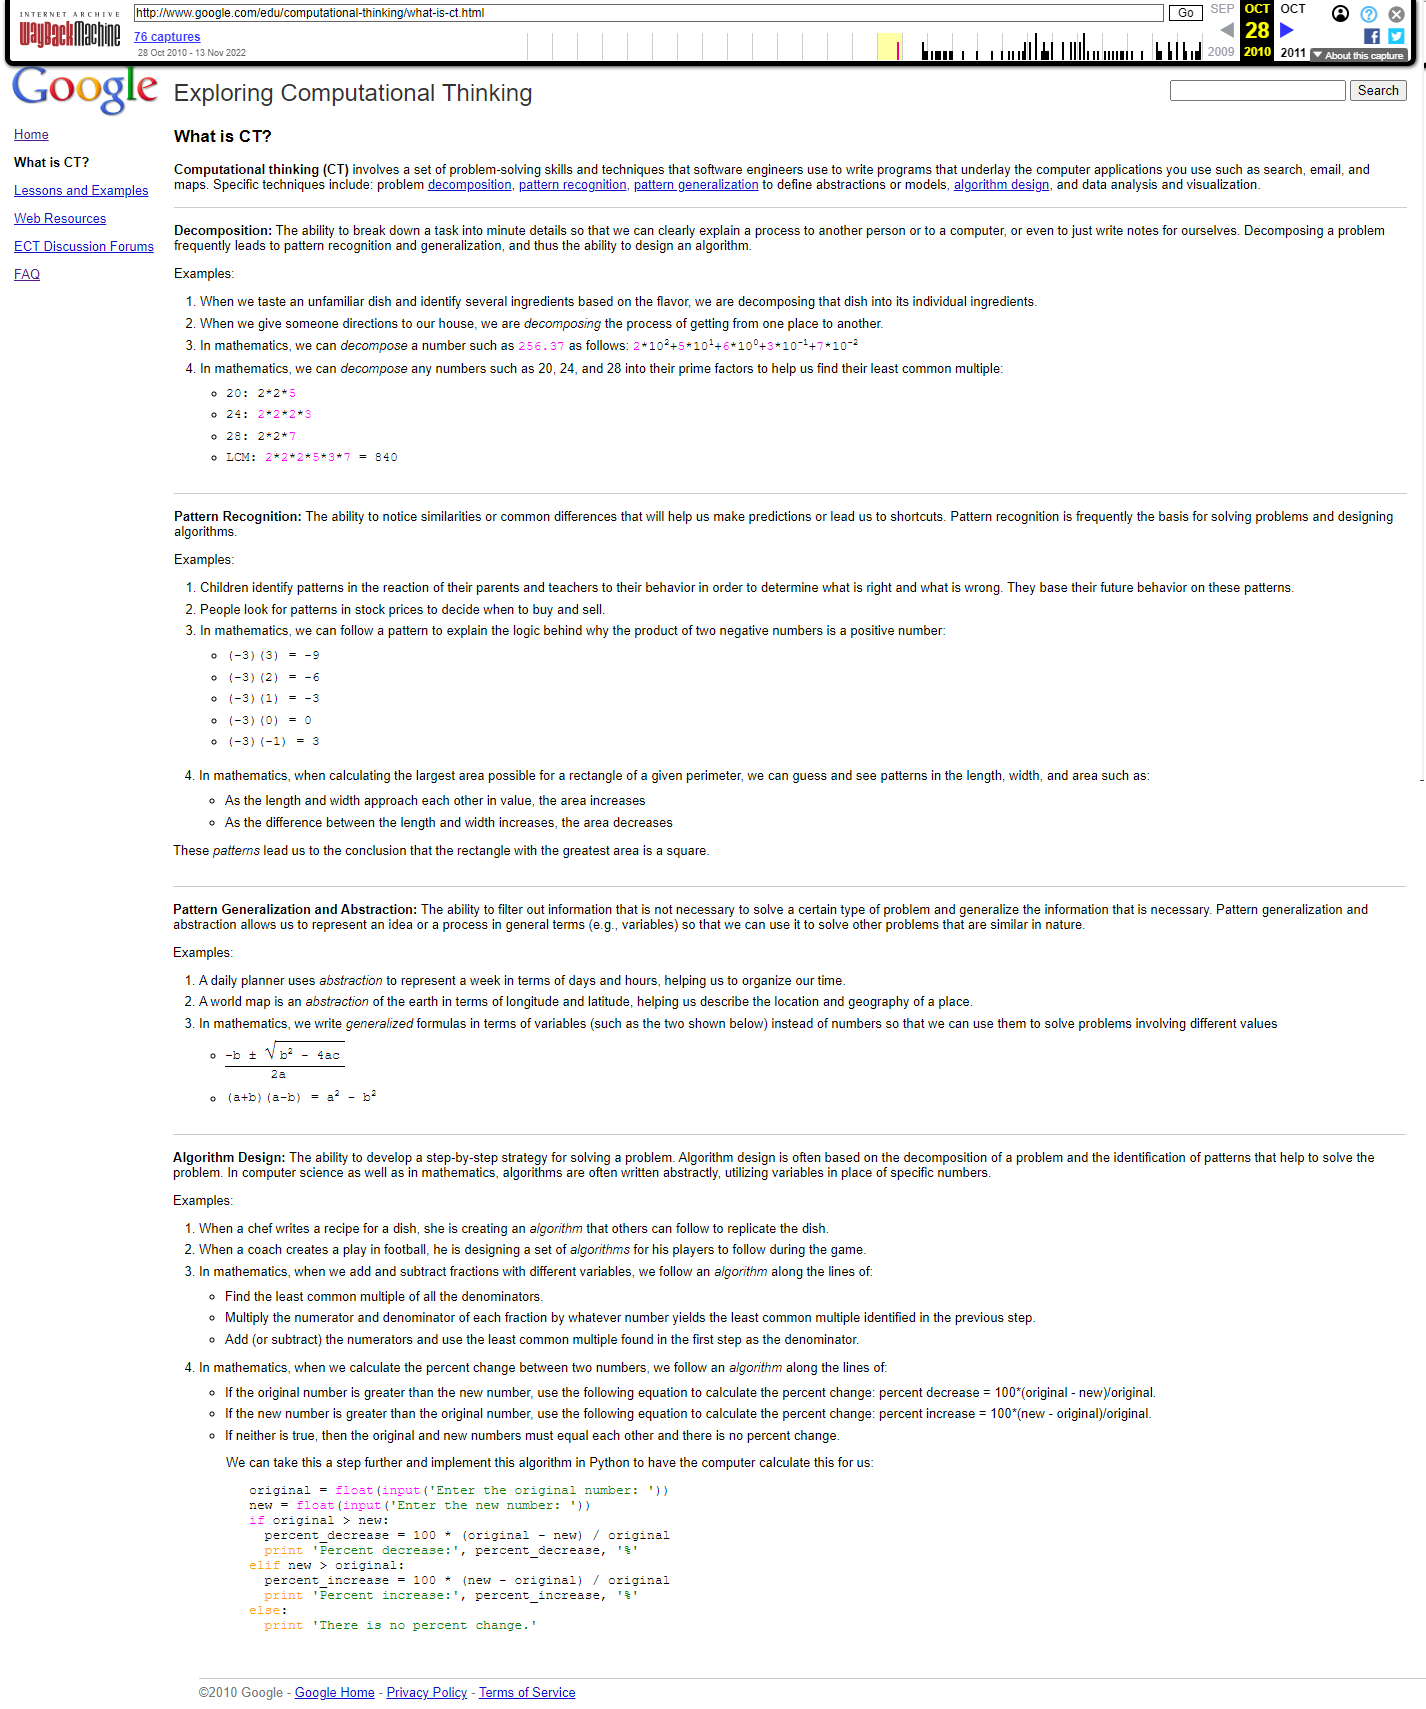 INTERNET ARCHIVE
WayBackMachine
http://www.google.com/edu/computational-thinking/what-is-ct.html
Go
SEP OCT OCT
76 captures
28
28 Oct 2010 - 13 Nov 2022
2009 2010 2011
About this capture
Google
Exploring Computational Thinking
Search
Home
What is CT?
Lessons and Examples
Web Resources
ECT Discussion Forums
FAQ
What is CT?
Computational thinking (CT) involves a set of problem-solving skills and techniques that software engineers use to write programs that underlay the computer applications you use such as search, email, and
maps. Specific techniques include: problem decomposition, pattern recognition, pattern generalization to define abstractions or models, algorithm design, and data analysis and visualization.
Decomposition: The ability to break down a task into minute details so that we can clearly explain a process to another person or to a computer, or even to just write notes for ourselves. Decomposing a problem
frequently leads to pattern recognition and generalization, and thus the ability to design an algorithm.
Examples:
1. When we taste an unfamiliar dish and identify several ingredients based on the flavor, we are decomposing that dish into its individual ingredients.
2. When we give someone directions to our house, we are decomposing the process of getting from one place to another.
3. In mathematics, we can decompose a number such as 256.37 as follows: 2*10²+5*10¹+6*10⁰+3*10⁻¹+7*10⁻²
4. In mathematics, we can decompose any numbers such as 20, 24, and 28 into their prime factors to help us find their least common multiple:
20: 2*2*5
24: 2*2*2*3
28: 2*2*7
LCM: 2*2*2*5*3*7 = 840
Pattern Recognition: The ability to notice similarities or common differences that will help us make predictions or lead us to shortcuts. Pattern recognition is frequently the basis for solving problems and designing
algorithms.
Examples:
1. Children identify patterns in the reaction of their parents and teachers to their behavior in order to determine what is right and what is wrong. They base their future behavior on these patterns.
2. People look for patterns in stock prices to decide when to buy and sell.
3. In mathematics, we can follow a pattern to explain the logic behind why the product of two negative numbers is a positive number:
(-3)(3) = -9
(-3)(2) = -6
(-3)(1) = -3
(-3)(0) = 0
(-3)(-1) = 3
4. In mathematics, when calculating the largest area possible for a rectangle of a given perimeter, we can guess and see patterns in the length, width, and area such as:
As the length and width approach each other in value, the area increases
As the difference between the length and width increases, the area decreases
These patterns lead us to the conclusion that the rectangle with the greatest area is a square.
Pattern Generalization and Abstraction: The ability to filter out information that is not necessary to solve a certain type of problem and generalize the information that is necessary. Pattern generalization and
abstraction allows us to represent an idea or a process in general terms (e.g., variables) so that we can use it to solve other problems that are similar in nature.
Examples:
1. A daily planner uses abstraction to represent a week in terms of days and hours, helping us to organize our time.
2. A world map is an abstraction of the earth in terms of longitude and latitude, helping us describe the location and geography of a place.
3. In mathematics, we write generalized formulas in terms of variables (such as the two shown below) instead of numbers so that we can use them to solve problems involving different values
-b ± √b² - 4ac
2a
(a+b)(a-b) = a² - b²
Algorithm Design: The ability to develop a step-by-step strategy for solving a problem. Algorithm design is often based on the decomposition of a problem and the identification of patterns that help to solve the
problem. In computer science as well as in mathematics, algorithms are often written abstractly, utilizing variables in place of specific numbers.
Examples:
1. When a chef writes a recipe for a dish, she is creating an algorithm that others can follow to replicate the dish.
2. When a coach creates a play in football, he is designing a set of algorithms for his players to follow during the game.
3. In mathematics, when we add and subtract fractions with different variables, we follow an algorithm along the lines of:
Find the least common multiple of all the denominators.
Multiply the numerator and denominator of each fraction by whatever number yields the least common multiple identified in the previous step.
Add (or subtract) the numerators and use the least common multiple found in the first step as the denominator.
4. In mathematics, when we calculate the percent change between two numbers, we follow an algorithm along the lines of:
If the original number is greater than the new number, use the following equation to calculate the percent change: percent decrease = 100*(original - new)/original.
If the new number is greater than the original number, use the following equation to calculate the percent change: percent increase = 100*(new - original)/original.
If neither is true, then the original and new numbers must equal each other and there is no percent change.
We can take this a step further and implement this algorithm in Python to have the computer calculate this for us:
original = float(input('Enter the original number: '))
new = float(input('Enter the new number: '))
if original > new:
percent_decrease = 100 * (original - new) / original
print 'Percent decrease:', percent_decrease, '%'
elif new > original:
percent_increase = 100 * (new - original) / original
print 'Percent increase:', percent_increase, '%'
else:
print 'There is no percent change.'
©2010 Google - Google Home - Privacy Policy - Terms of Service